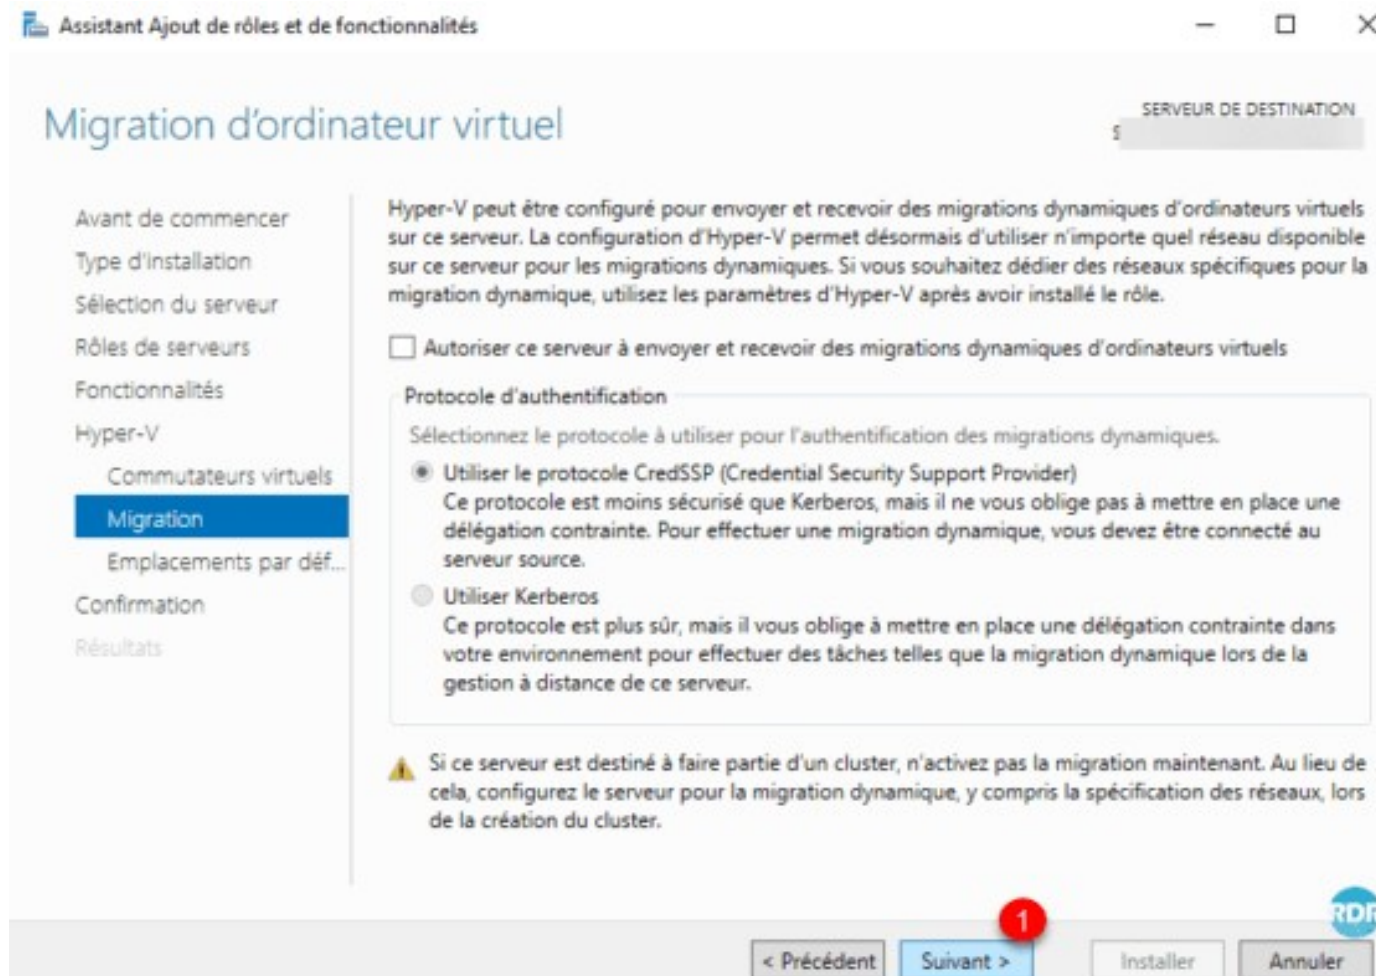 Assistant Ajout de rôles et de fonctionnalités
Migration d'ordinateur virtuel
SERVEUR DE DESTINATION
Avant de commencer
Type d'installation
Sélection du serveur
Rôles de serveurs
Fonctionnalités
Hyper-V
Commutateurs virtuels
Migration
Emplacements par déf...
Confirmation
Résultats
Hyper-V peut être configuré pour envoyer et recevoir des migrations dynamiques d'ordinateurs virtuels
sur ce serveur. La configuration d'Hyper-V permet désormais d'utiliser n'importe quel réseau disponible
sur ce serveur pour les migrations dynamiques. Si vous souhaitez dédier des réseaux spécifiques pour la
migration dynamique, utilisez les paramètres d'Hyper-V après avoir installé le rôle.
Autoriser ce serveur à envoyer et recevoir des migrations dynamiques d'ordinateurs virtuels
Protocole d'authentification
Sélectionnez le protocole à utiliser pour l'authentification des migrations dynamiques.
Utiliser le protocole CredSSP (Credential Security Support Provider)
Ce protocole est moins sécurisé que Kerberos, mais il ne vous oblige pas à mettre en place une
délégation contrainte. Pour effectuer une migration dynamique, vous devez être connecté au
serveur source.
Utiliser Kerberos
Ce protocole est plus sûr, mais il vous oblige à mettre en place une délégation contrainte dans
votre environnement pour effectuer des tâches telles que la migration dynamique lors de la
gestion à distance de ce serveur.
Si ce serveur est destiné à faire partie d'un cluster, n'activez pas la migration maintenant. Au lieu de
cela, configurez le serveur pour la migration dynamique, y compris la spécification des réseaux, lors
de la création du cluster.
1
RDR
< Précédent
Suivant >
Installer
Annuler